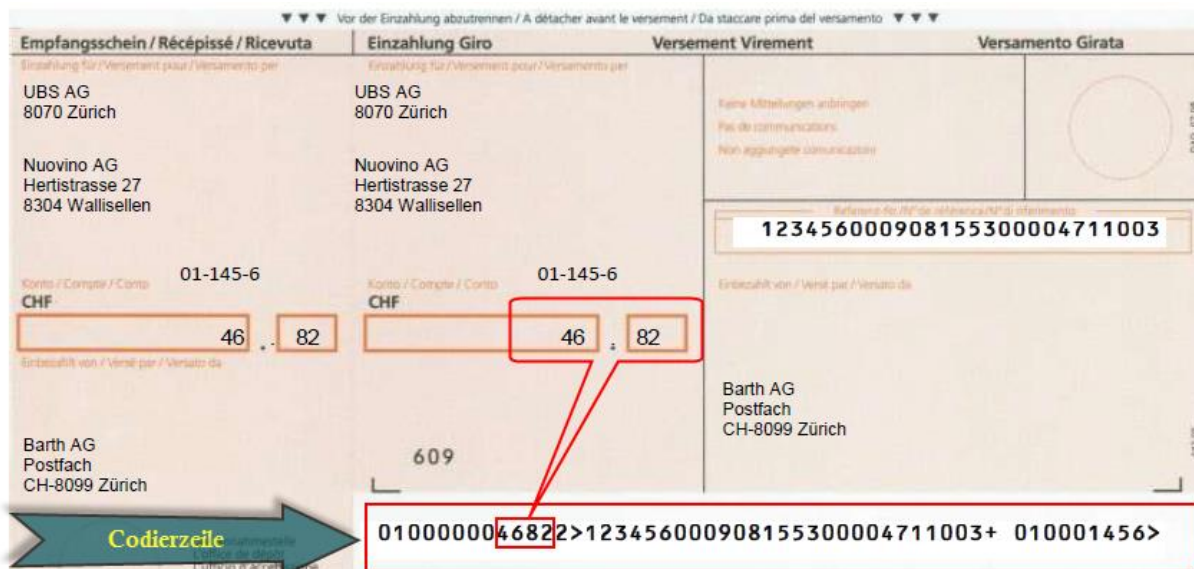 ▼ ▼ ▼ Vor der Einzahlung abzutrennen / A détacher avant le versement / Da staccare prima del versamento ▼ ▼ ▼
Empfangsschein / Récépissé / Ricevuta
Einzahlung für / Versement pour / Versamento per
UBS AG
8070 Zürich
Nuovino AG
Hertistrasse 27
8304 Wallisellen
01-145-6
Konto / Compte / Conto
CHF
46 . 82
Einbezahlt von / Versé par / Versato da
Barth AG
Postfach
CH-8099 Zürich
Einzahlung Giro
Versement Virement
Versamento Girata
Einzahlung für / Versement pour / Versamento per
UBS AG
8070 Zürich
Nuovino AG
Hertistrasse 27
8304 Wallisellen
01-145-6
Konto / Compte / Conto
CHF
46 . 82
609
Keine Mitteilungen anbringen
Pas de communications
Non aggiungete comunicazioni
Referenz-Nr./N° de référence/N° di riferimento
123456000908155300004711003
Einbezahlt von / Versé par / Versato da
Barth AG
Postfach
CH-8099 Zürich
Codierzeile
L'office de dépôt
0100000046822>123456000908155300004711003+ 010001456>